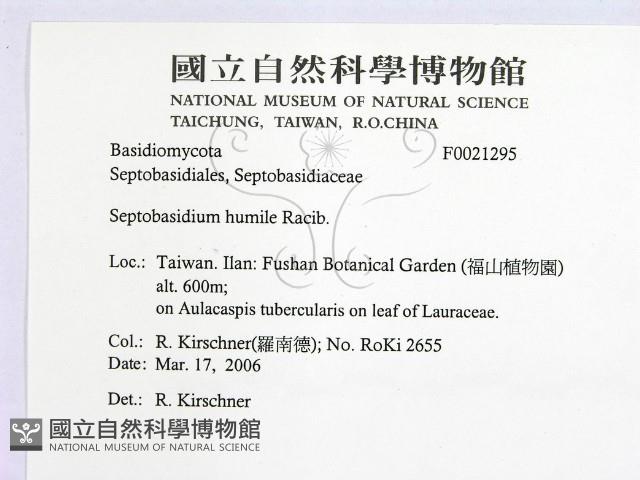 國立自然科學博物館
NATIONAL MUSEUM OF NATURAL SCIENCE
TAICHUNG, TAIWAN, R.O.CHINA
Basidiomycota F0021295
Septobasidiales, Septobasidiaceae
Septobasidium humile Racib.
Loc.: Taiwan. Ilan: Fushan Botanical Garden (福山植物園)
alt. 600m;
on Aulacaspis tubercularis on leaf of Lauraceae.
Col.: R. Kirschner(羅南德); No. RoKi 2655
Date: Mar. 17, 2006
Det.: R. Kirschner
國立自然科學博物館
NATIONAL MUSEUM OF NATURAL SCIENCE